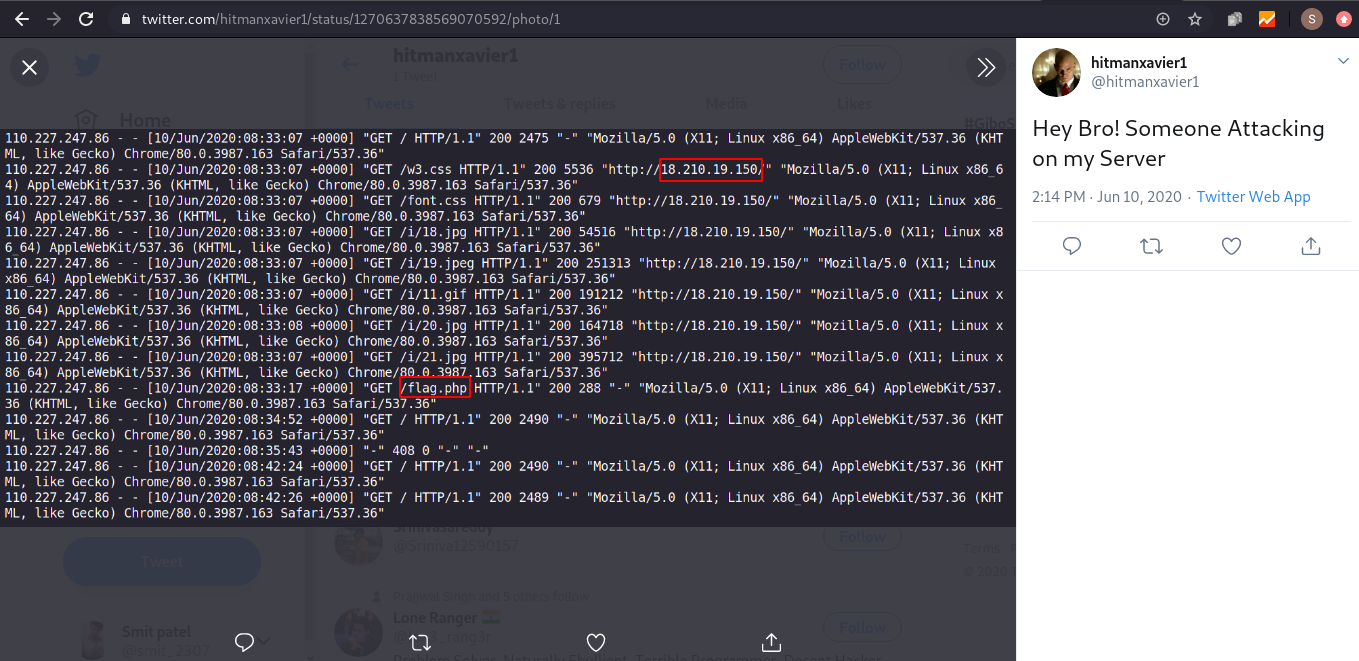 twitter.com/hitmanxavier1/status/1270637838569070592/photo/1
S
hitmanxavier1
1 Tweet
Follow
Tweets Tweets & replies Media Likes
Home
110.227.247.86 - - [10/Jun/2020:08:33:07 +0000] "GET / HTTP/1.1" 200 2475 "-" "Mozilla/5.0 (X11; Linux x86_64) AppleWebKit/537.36 (KHT
ML, like Gecko) Chrome/80.0.3987.163 Safari/537.36"
110.227.247.86 - - [10/Jun/2020:08:33:07 +0000] "GET /w3.css HTTP/1.1" 200 5536 "http://18.210.19.150/" "Mozilla/5.0 (X11; Linux x86_6
4) AppleWebKit/537.36 (KHTML, like Gecko) Chrome/80.0.3987.163 Safari/537.36"
110.227.247.86 - - [10/Jun/2020:08:33:07 +0000] "GET /font.css HTTP/1.1" 200 679 "http://18.210.19.150/" "Mozilla/5.0 (X11; Linux x86_
64) AppleWebKit/537.36 (KHTML, like Gecko) Chrome/80.0.3987.163 Safari/537.36"
110.227.247.86 - - [10/Jun/2020:08:33:07 +0000] "GET /i/18.jpg HTTP/1.1" 200 54516 "http://18.210.19.150/" "Mozilla/5.0 (X11; Linux x8
6_64) AppleWebKit/537.36 (KHTML, like Gecko) Chrome/80.0.3987.163 Safari/537.36"
110.227.247.86 - - [10/Jun/2020:08:33:07 +0000] "GET /i/19.jpeg HTTP/1.1" 200 251313 "http://18.210.19.150/" "Mozilla/5.0 (X11; Linux
x86_64) AppleWebKit/537.36 (KHTML, like Gecko) Chrome/80.0.3987.163 Safari/537.36"
110.227.247.86 - - [10/Jun/2020:08:33:07 +0000] "GET /i/11.gif HTTP/1.1" 200 191212 "http://18.210.19.150/" "Mozilla/5.0 (X11; Linux x
86_64) AppleWebKit/537.36 (KHTML, like Gecko) Chrome/80.0.3987.163 Safari/537.36"
110.227.247.86 - - [10/Jun/2020:08:33:08 +0000] "GET /i/20.jpg HTTP/1.1" 200 164718 "http://18.210.19.150/" "Mozilla/5.0 (X11; Linux x
86_64) AppleWebKit/537.36 (KHTML, like Gecko) Chrome/80.0.3987.163 Safari/537.36"
110.227.247.86 - - [10/Jun/2020:08:33:07 +0000] "GET /i/21.jpg HTTP/1.1" 200 395712 "http://18.210.19.150/" "Mozilla/5.0 (X11; Linux x
86_64) AppleWebKit/537.36 (KHTML, like Gecko) Chrome/80.0.3987.163 Safari/537.36"
110.227.247.86 - - [10/Jun/2020:08:33:17 +0000] "GET /flag.php HTTP/1.1" 200 288 "-" "Mozilla/5.0 (X11; Linux x86_64) AppleWebKit/537.
36 (KHTML, like Gecko) Chrome/80.0.3987.163 Safari/537.36"
110.227.247.86 - - [10/Jun/2020:08:34:52 +0000] "GET / HTTP/1.1" 200 2490 "-" "Mozilla/5.0 (X11; Linux x86_64) AppleWebKit/537.36 (KHT
ML, like Gecko) Chrome/80.0.3987.163 Safari/537.36"
110.227.247.86 - - [10/Jun/2020:08:35:43 +0000] "-" 408 0 "-" "-"
110.227.247.86 - - [10/Jun/2020:08:42:24 +0000] "GET / HTTP/1.1" 200 2490 "-" "Mozilla/5.0 (X11; Linux x86_64) AppleWebKit/537.36 (KHT
ML, like Gecko) Chrome/80.0.3987.163 Safari/537.36"
110.227.247.86 - - [10/Jun/2020:08:42:26 +0000] "GET / HTTP/1.1" 200 2489 "-" "Mozilla/5.0 (X11; Linux x86_64) AppleWebKit/537.36 (KHT
ML, like Gecko) Chrome/80.0.3987.163 Safari/537.36"
@Sriniva12590157
Follow
Tweet
Terms
Prajwal Singh and 5 others follow
Lone Ranger
Follow
Smit patel
@smit_7307
hitmanxavier1
@hitmanxavier1
Hey Bro! Someone Attacking
on my Server
2:14 PM · Jun 10, 2020 · Twitter Web App